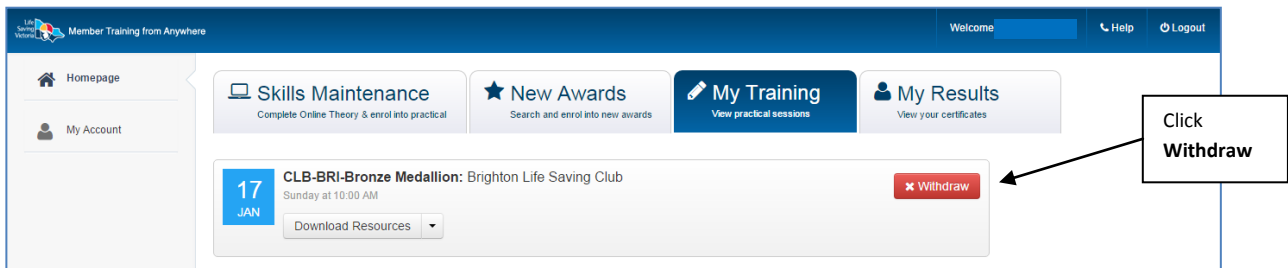 Life
Saving
Victoria
Member Training from Anywhere
Welcome
Help
Logout
Homepage
My Account
Skills Maintenance
Complete Online Theory & enrol into practical
New Awards
Search and enrol into new awards
My Training
View practical sessions
My Results
View your certificates
17
JAN
CLB-BRI-Bronze Medallion: Brighton Life Saving Club
Sunday at 10:00 AM
Download Resources
Withdraw
Click
Withdraw